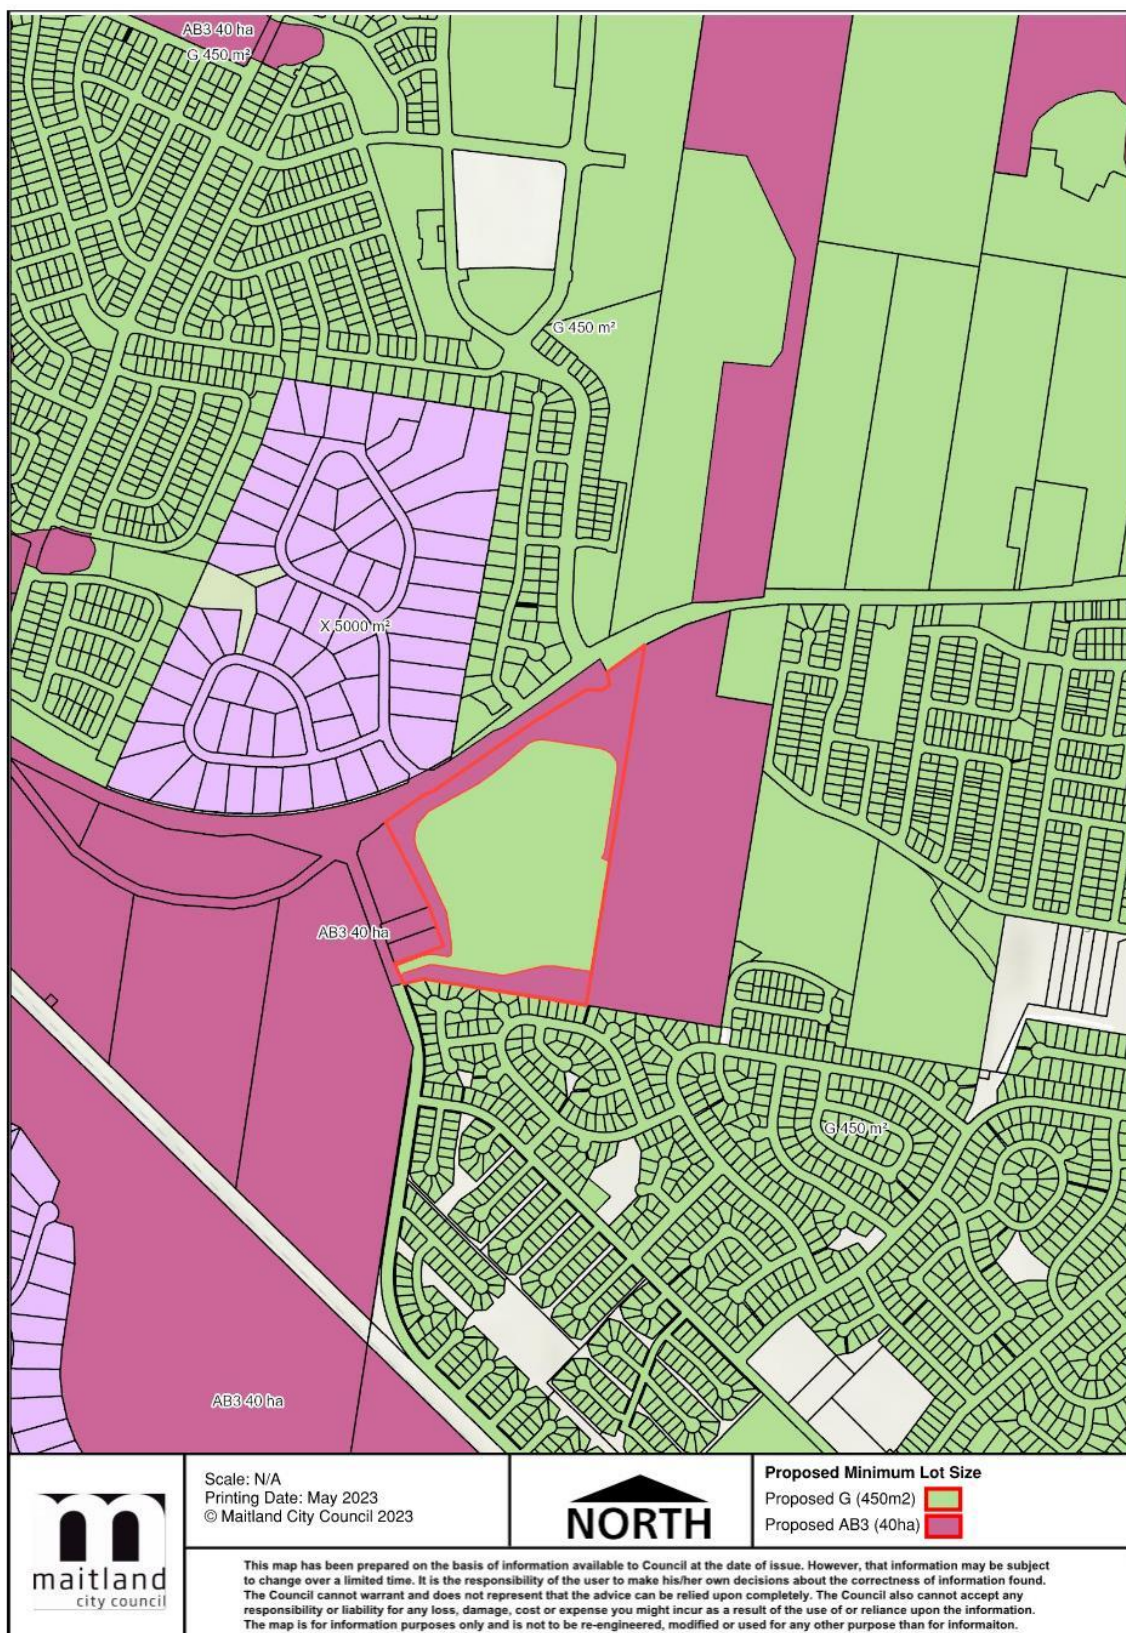 AB3 40 ha
G 450 m²
G 450 m²
X 5000 m²
AB3 40 ha
G 450 m²
AB3 40 ha
m
maitland
city council
Scale: N/A
Printing Date: May 2023
© Maitland City Council 2023
NORTH
Proposed Minimum Lot Size
Proposed G (450m2)
Proposed AB3 (40ha)
This map has been prepared on the basis of information available to Council at the date of issue. However, that information may be subject
to change over a limited time. It is the responsibility of the user to make his/her own decisions about the correctness of information found.
The Council cannot warrant and does not represent that the advice can be relied upon completely. The Council also cannot accept any
responsibility or liability for any loss, damage, cost or expense you might incur as a result of the use of or reliance upon the information.
The map is for information purposes only and is not to be re-engineered, modified or used for any other purpose than for informaiton.